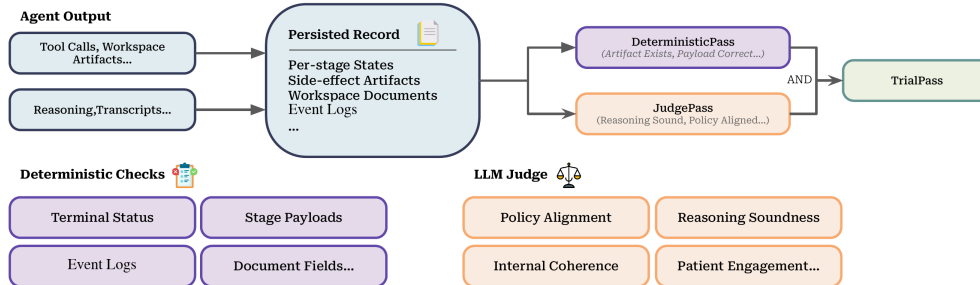 Agent Output
Tool Calls, Workspace
Artifacts...
Reasoning,Transcripts...
Persisted Record
Per-stage States
Side-effect Artifacts
Workspace Documents
Event Logs
...
DeterministicPass
(Artifact Exists, Payload Correct...)
AND
JudgePass
(Reasoning Sound, Policy Aligned...)
TrialPass
Deterministic Checks
Terminal Status
Stage Payloads
Event Logs
Document Fields...
LLM Judge
Policy Alignment
Reasoning Soundness
Internal Coherence
Patient Engagement...